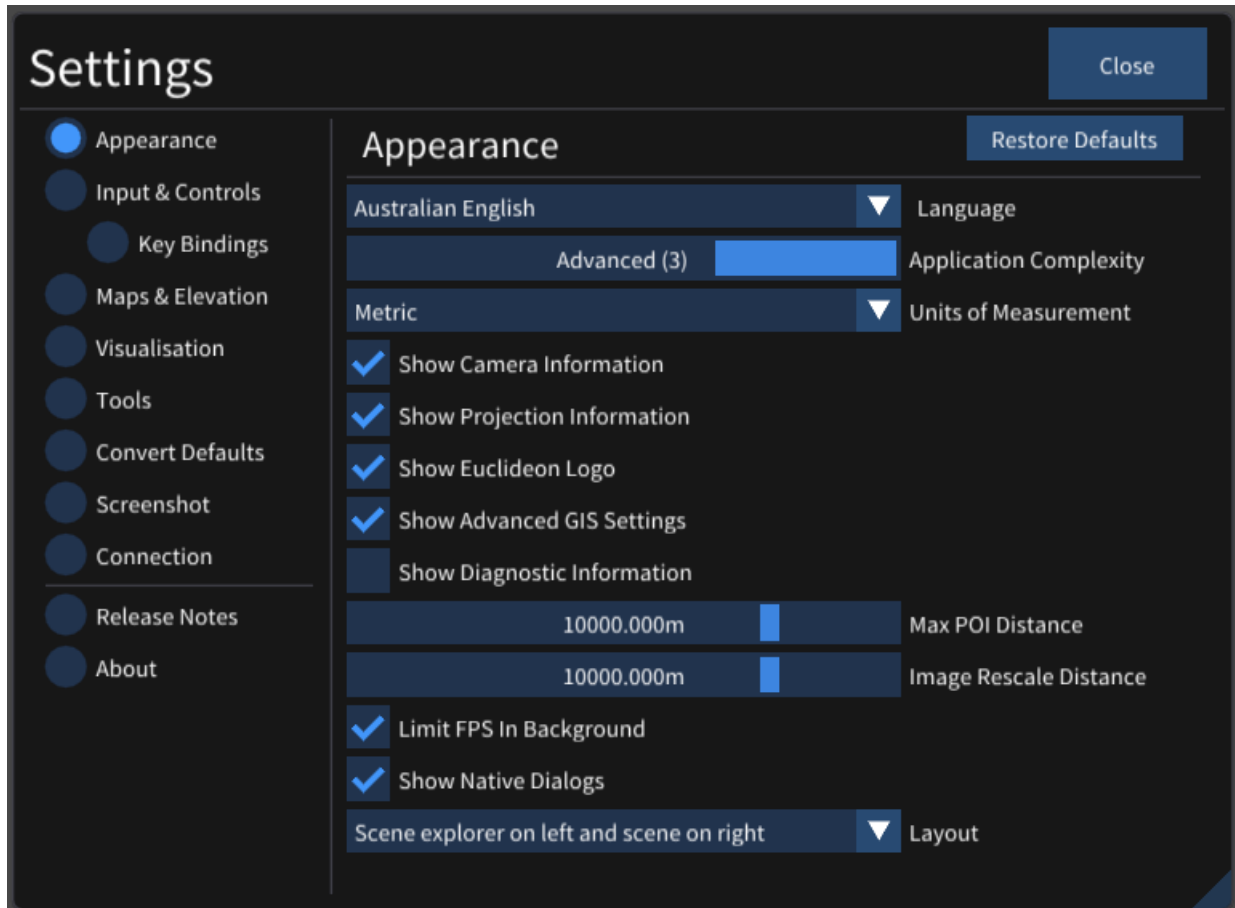 Settings
Close
Appearance
Input & Controls
Key Bindings
Maps & Elevation
Visualisation
Tools
Convert Defaults
Screenshot
Connection
Release Notes
About
Appearance
Restore Defaults
Australian English Language
Advanced (3) Application Complexity
Metric Units of Measurement
Show Camera Information
Show Projection Information
Show Euclideon Logo
Show Advanced GIS Settings
Show Diagnostic Information
10000.000m Max POI Distance
10000.000m Image Rescale Distance
Limit FPS In Background
Show Native Dialogs
Scene explorer on left and scene on right Layout